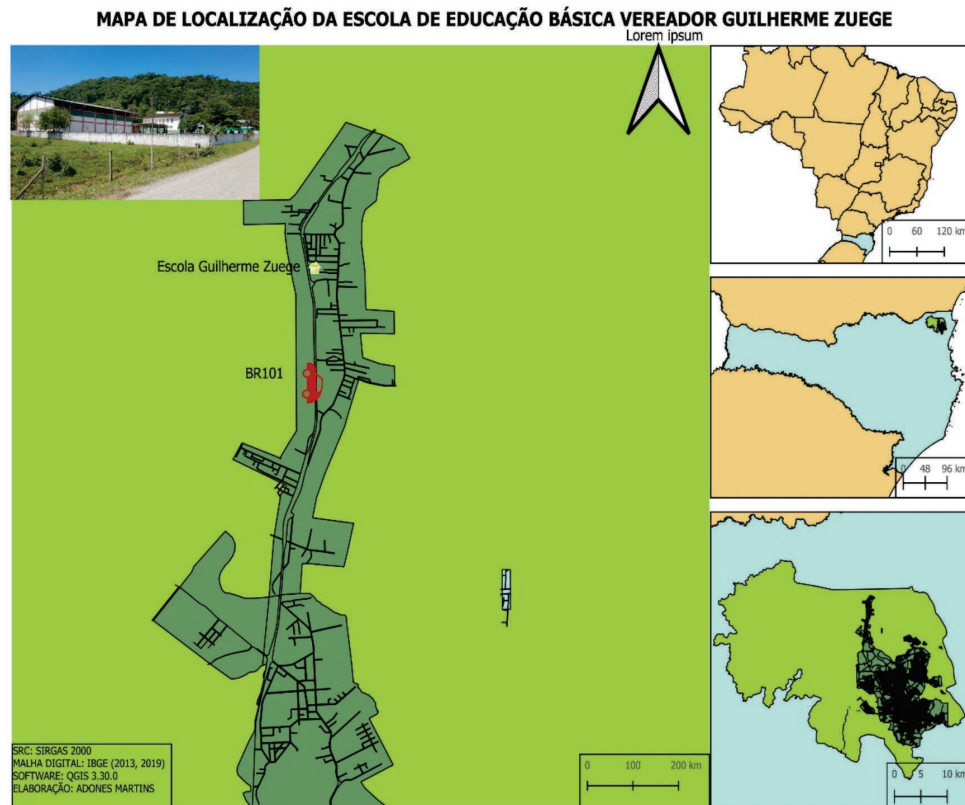 MAPA DE LOCALIZAÇÃO DA ESCOLA DE EDUCAÇÃO BÁSICA VEREADOR GUILHERME ZUEGE
Lorem ipsum
Escola Guilherme Zuege
BR101
SRC: SIRGAS 2000
MALHA DIGITAL: IBGE (2013, 2019)
SOFTWARE: QGIS 3.30.0
ELABORAÇÃO: ADONES MARTINS
0 100 200 km
0 60 120 km
0 48 96 km
0 5 10 km